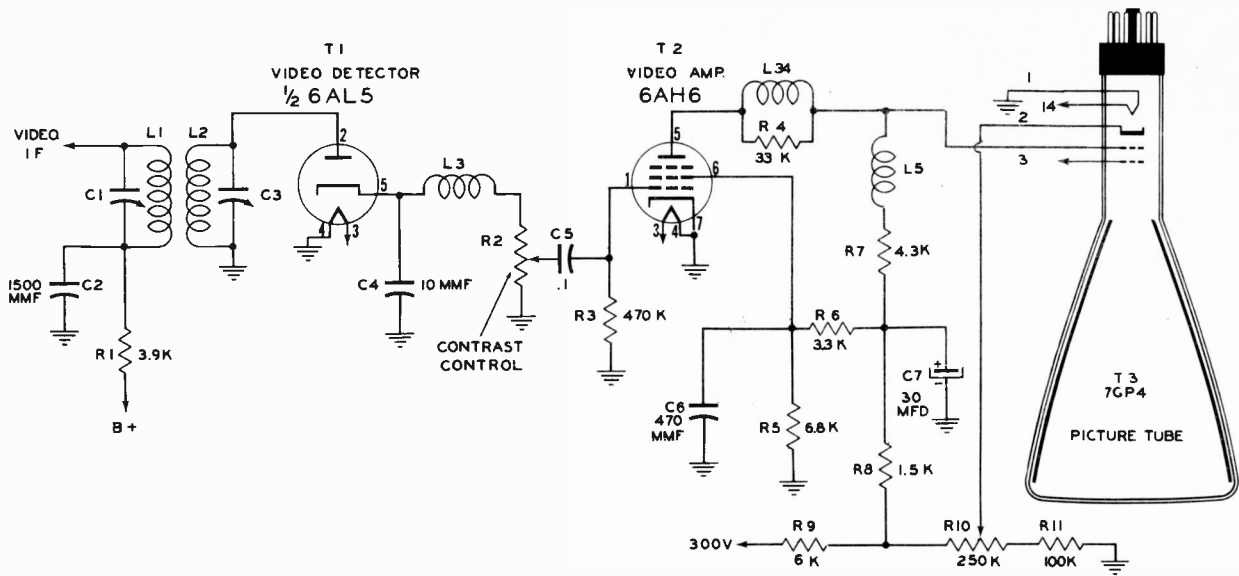 T1
VIDEO DETECTOR
½ 6AL5
T2
VIDEO AMP.
6AH6
L34
R4
33 K
VIDEO
IF
L1
L2
C1
C3
2
5
4
3
L3
R2
C5
.1
1
5
6
3
4
7
L5
1
14
2
3
1500
MMF
C2
R1
3.9K
B+
C4
10 MMF
CONTRAST
CONTROL
R3
470 K
R7
4.3K
R6
3.3K
C7
+
-
30
MFD
C6
470
MMF
R5
6.8K
R8
1.5 K
300V
R9
6 K
R10
250K
R11
100K
T3
7GP4
PICTURE TUBE